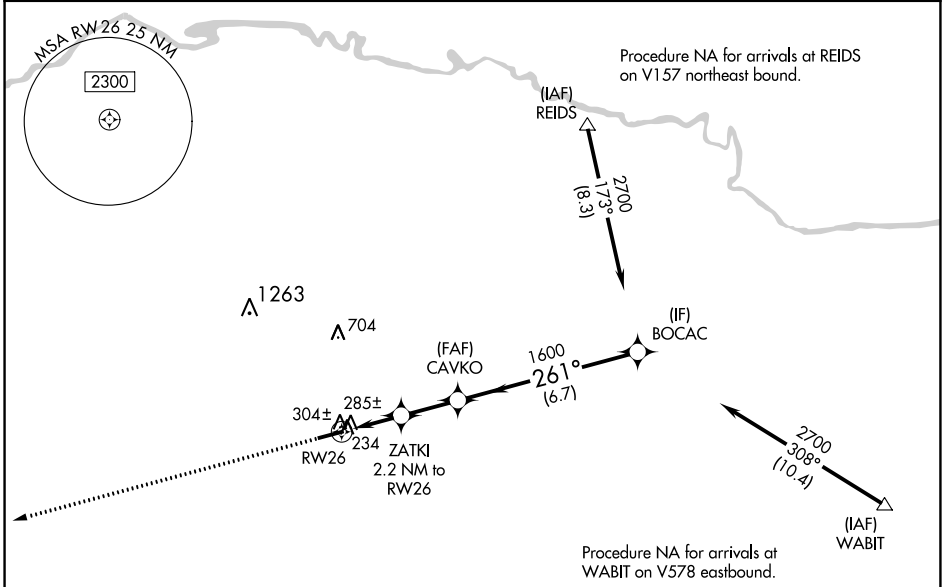 MSA RW26 25 NM
2300
Procedure NA for arrivals at REIDS
on V157 northeast bound.
(IAF)
REIDS
2700
173°
(8.3)
1263
704
(IF)
BOCAC
(FAF)
CAVKO
1600
261°
(6.7)
304±
285±
234
RW26
ZATKI
2.2 NM to
RW26
2700
308°
(10.4)
(IAF)
WABIT
Procedure NA for arrivals at
WABIT on V578 eastbound.